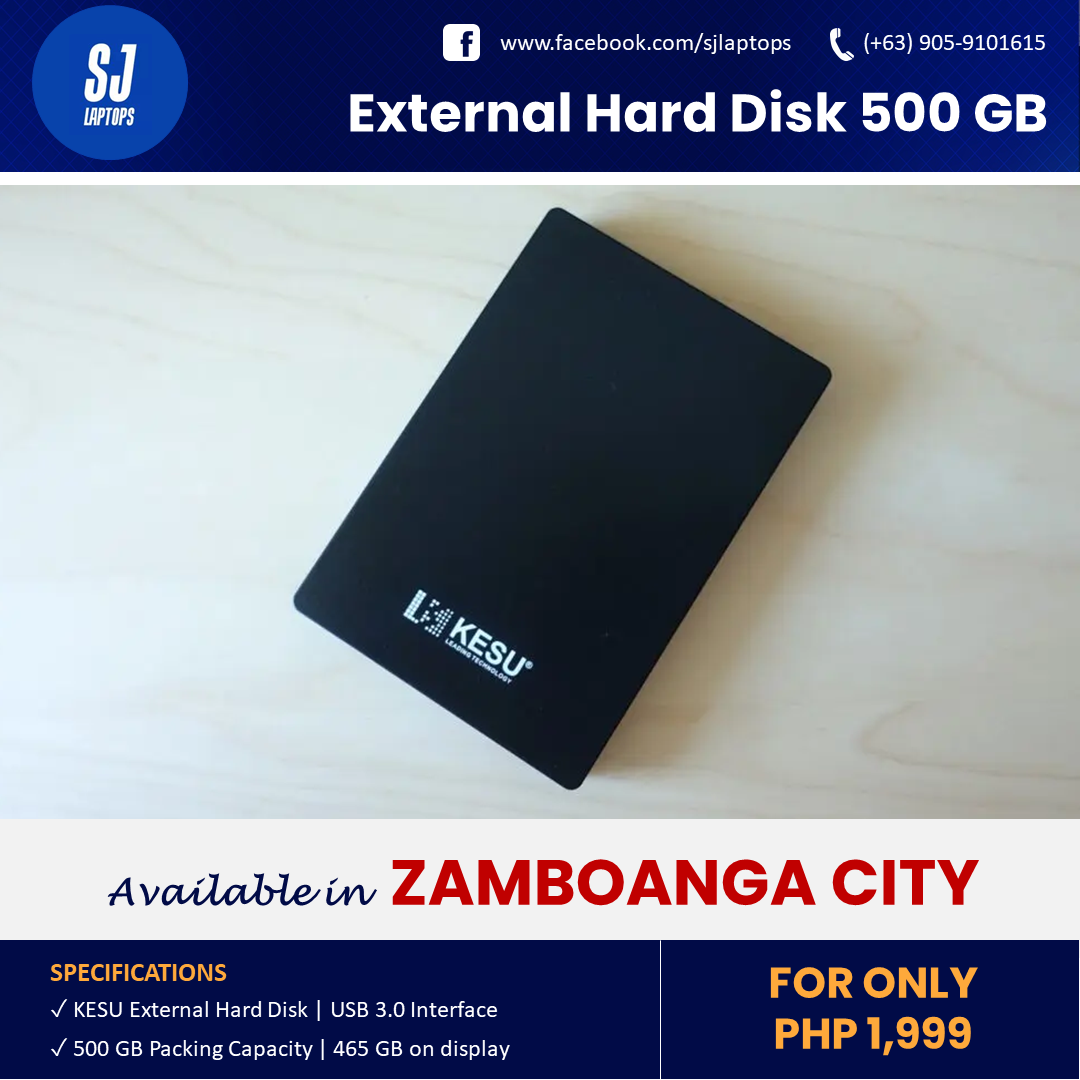 SJ
LAPTOPS
f www.facebook.com/sjlaptops (+63) 905-9101615
External Hard Disk 500 GB
KESU®
LEADING TECHNOLOGY
Available in ZAMBOANGA CITY
SPECIFICATIONS
✓ KESU External Hard Disk | USB 3.0 Interface
✓ 500 GB Packing Capacity | 465 GB on display
FOR ONLY
PHP 1,999